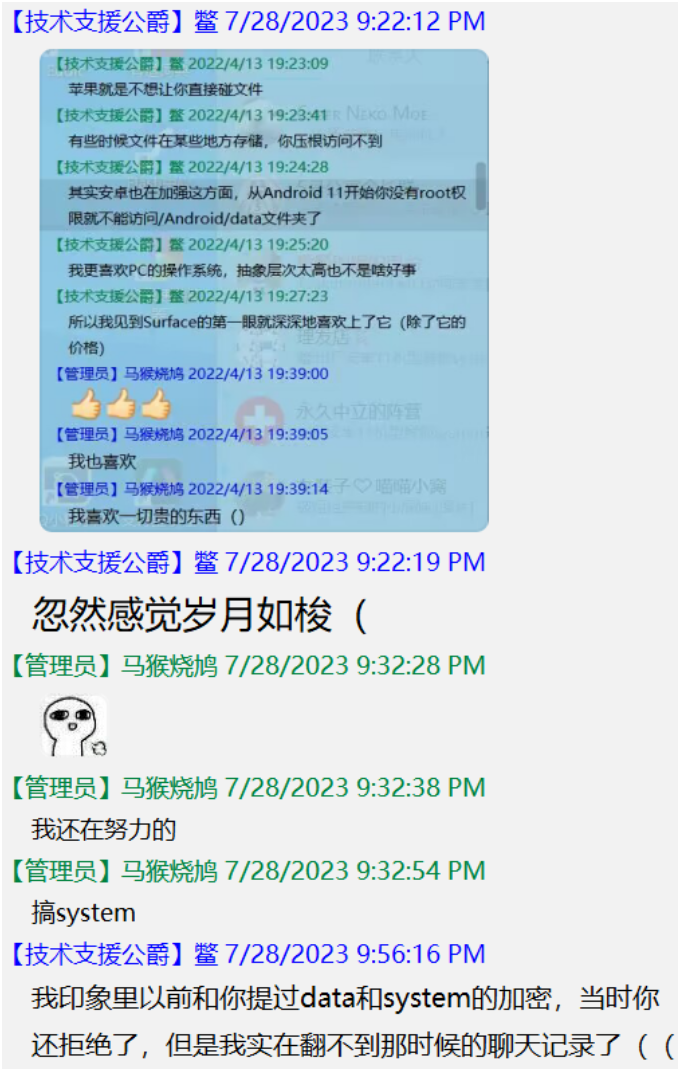 【技术支援公爵】鳖 7/28/2023 9:22:12 PM
【技术支援公爵】鳖 2022/4/13 19:23:09
苹果就是不想让你直接碰文件
【技术支援公爵】鳖 2022/4/13 19:23:41
有些时候文件在某些地方存储，你压根访问不到
【技术支援公爵】鳖 2022/4/13 19:24:28
其实安卓也在加强这方面，从Android 11开始你没有root权
限就不能访问/Android/data文件夹了
【技术支援公爵】鳖 2022/4/13 19:25:20
我更喜欢PC的操作系统，抽象层次太高也不是啥好事
【技术支援公爵】鳖 2022/4/13 19:27:23
所以我见到Surface的第一眼就深深地喜欢上了它（除了它的
价格）
【管理员】马猴烧鸠 2022/4/13 19:39:00
【管理员】马猴烧鸠 2022/4/13 19:39:05
我也喜欢
【管理员】马猴烧鸠 2022/4/13 19:39:14
我喜欢一切贵的东西（）
永久中立的阵营
【技术支援公爵】鳖 7/28/2023 9:22:19 PM
忽然感觉岁月如梭（
【管理员】马猴烧鸠 7/28/2023 9:32:28 PM
【管理员】马猴烧鸠 7/28/2023 9:32:38 PM
我还在努力的
【管理员】马猴烧鸠 7/28/2023 9:32:54 PM
搞system
【技术支援公爵】鳖 7/28/2023 9:56:16 PM
我印象里以前和你提过data和system的加密，当时你
还拒绝了，但是我实在翻不到那时候的聊天记录了（（